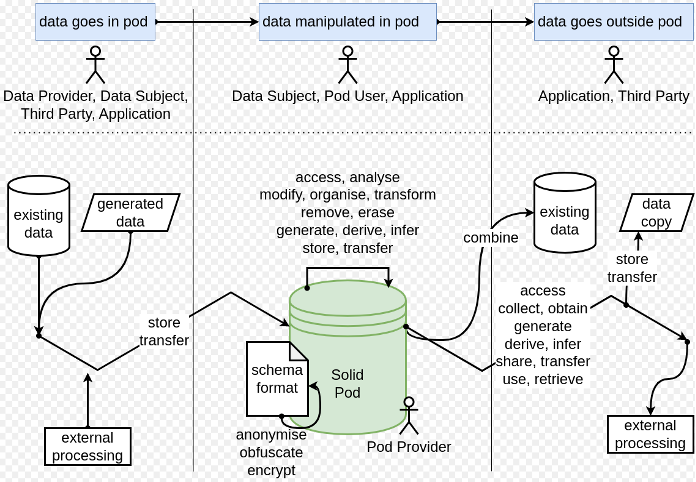 data goes in pod
data manipulated in pod
data goes outside pod
Data Provider, Data Subject,
Third Party, Application
Data Subject, Pod User, Application
Application, Third Party
existing
data
generated
data
store
transfer
external
processing
access, analyse
modify, organise, transform
remove, erase
generate, derive, infer
store, transfer
schema
format
Solid
Pod
anonymise
obfuscate
encrypt
Pod Provider
combine
existing
data
data
copy
store
transfer
access
collect, obtain
generate
derive, infer
share, transfer
use, retrieve
external
processing